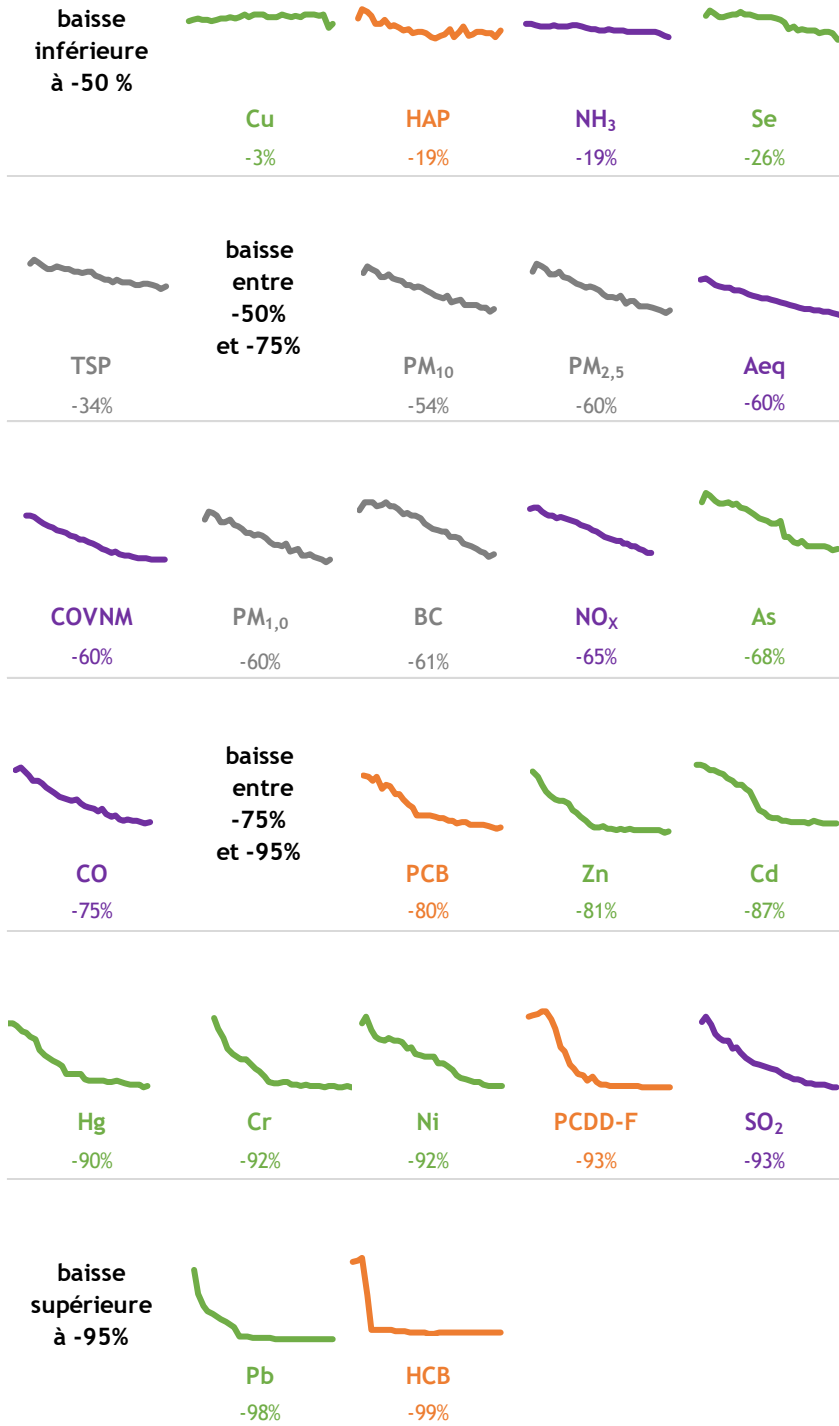 baisse
inférieure
à -50 %
Cu
-3%
HAP
-19%
NH₃
-19%
Se
-26%
TSP
-34%
baisse
entre
-50%
et -75%
PM₁₀
-54%
PM₂,₅
-60%
Aeq
-60%
COVNM
-60%
PM₁,₀
-60%
BC
-61%
NOₓ
-65%
As
-68%
CO
-75%
baisse
entre
-75%
et -95%
PCB
-80%
Zn
-81%
Cd
-87%
Hg
-90%
Cr
-92%
Ni
-92%
PCDD-F
-93%
SO₂
-93%
baisse
supérieure
à -95%
Pb
-98%
HCB
-99%